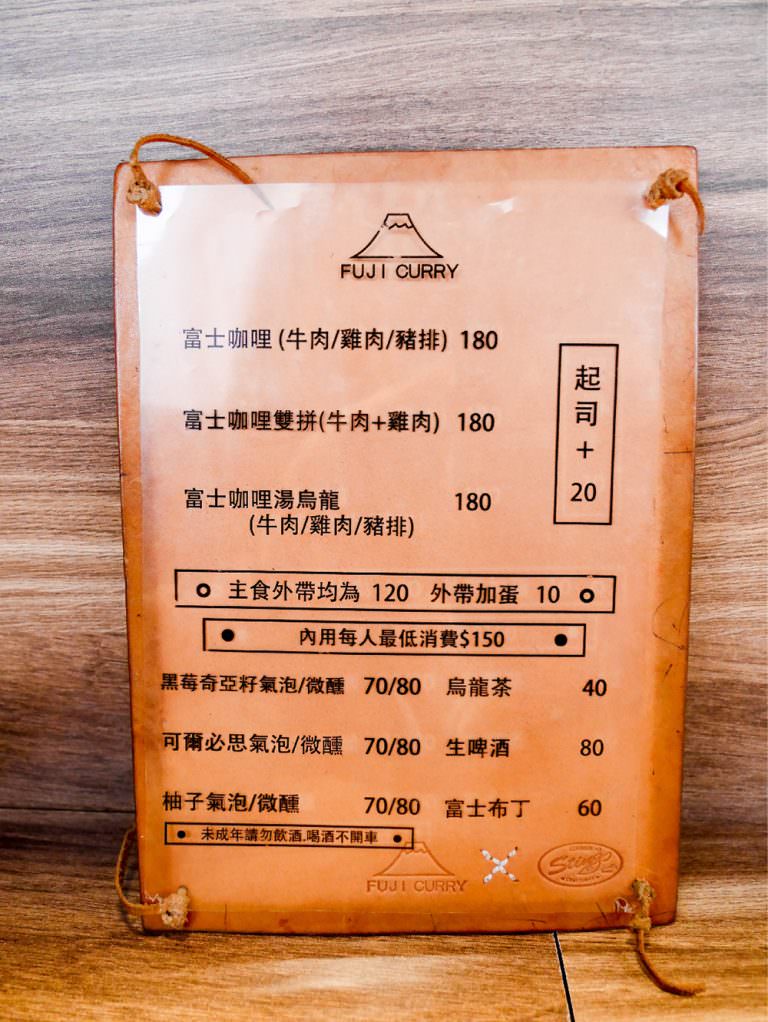 FUJI CURRY
富士咖哩 (牛肉/雞肉/豬排) 180
富士咖哩雙拼(牛肉+雞肉) 180
起司+20
富士咖哩湯烏龍 180
(牛肉/雞肉/豬排)
主食外帶均為 120 外帶加蛋 10
內用每人最低消費$150
黑莓奇亞籽氣泡/微醺 70/80 烏龍茶 40
可爾必思氣泡/微醺 70/80 生啤酒 80
柚子氣泡/微醺 70/80 富士布丁 60
未成年請勿飲酒.喝酒不開車
FUJI CURRY